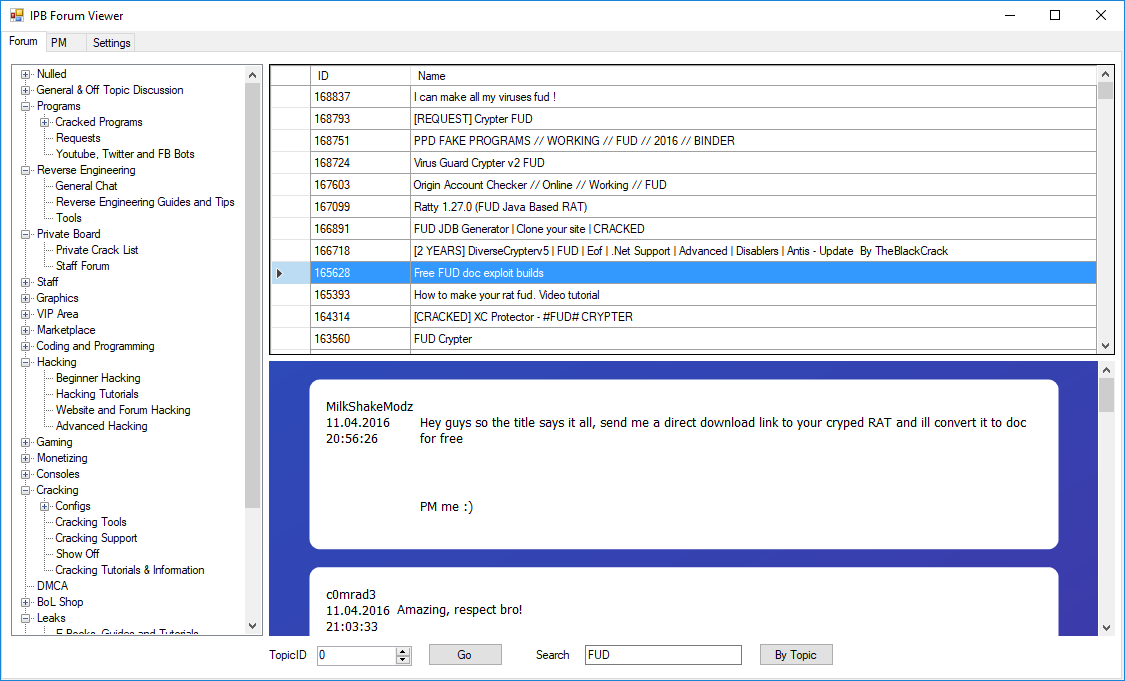 IPB Forum Viewer
Forum PM Settings
Nulled
General & Off Topic Discussion
Programs
Cracked Programs
Requests
Youtube, Twitter and FB Bots
Reverse Engineering
General Chat
Reverse Engineering Guides and Tips
Tools
Private Board
Private Crack List
Staff Forum
Staff
Graphics
VIP Area
Marketplace
Coding and Programming
Hacking
Beginner Hacking
Hacking Tutorials
Website and Forum Hacking
Advanced Hacking
Gaming
Monetizing
Consoles
Cracking
Configs
Cracking Tools
Cracking Support
Show Off
Cracking Tutorials & Information
DMCA
BoL Shop
Leaks
E-Books, Guides and Tutorials
ID Name
168837 I can make all my viruses fud !
168793 [REQUEST] Crypter FUD
168751 PPD FAKE PROGRAMS // WORKING // FUD // 2016 // BINDER
168724 Virus Guard Crypter v2 FUD
167603 Origin Account Checker // Online // Working // FUD
167099 Ratty 1.27.0 (FUD Java Based RAT)
166891 FUD JDB Generator | Clone your site | CRACKED
166718 [2 YEARS] DiverseCrypterv5 | FUD | Eof | .Net Support | Advanced | Disablers | Antis - Update By TheBlackCrack
165628 Free FUD doc exploit builds
165393 How to make your rat fud. Video tutorial
164314 [CRACKED] XC Protector - #FUD# CRYPTER
163560 FUD Crypter
MilkShakeModz
11.04.2016 Hey guys so the title says it all, send me a direct download link to your cryped RAT and ill convert it to doc
20:56:26 for free
PM me :)
c0mrad3
11.04.2016 Amazing, respect bro!
21:03:33
TopicID 0 Go Search FUD By Topic